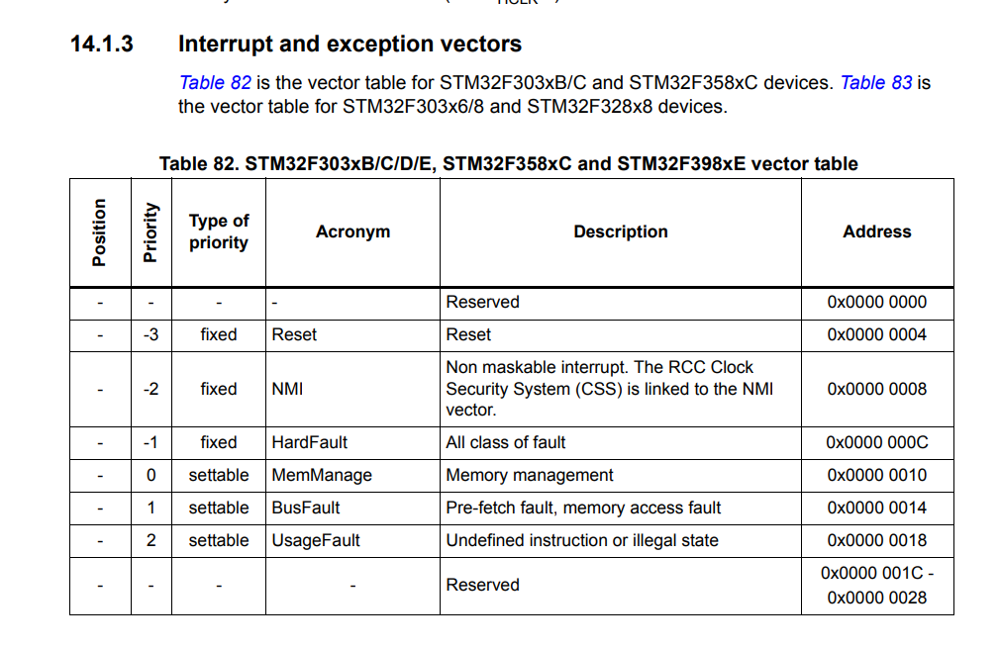 14.1.3 Interrupt and exception vectors
Table 82 is the vector table for STM32F303xB/C and STM32F358xC devices. Table 83 is
the vector table for STM32F303x6/8 and STM32F328x8 devices.
Table 82. STM32F303xB/C/D/E, STM32F358xC and STM32F398xE vector table
Position Priority Type of priority Acronym Description Address
- - - - Reserved 0x0000 0000
- -3 fixed Reset Reset 0x0000 0004
- -2 fixed NMI Non maskable interrupt. The RCC Clock
Security System (CSS) is linked to the NMI 0x0000 0008
vector.
- -1 fixed HardFault All class of fault 0x0000 000C
- 0 settable MemManage Memory management 0x0000 0010
- 1 settable BusFault Pre-fetch fault, memory access fault 0x0000 0014
- 2 settable UsageFault Undefined instruction or illegal state 0x0000 0018
- - - - Reserved 0x0000 001C -
0x0000 0028